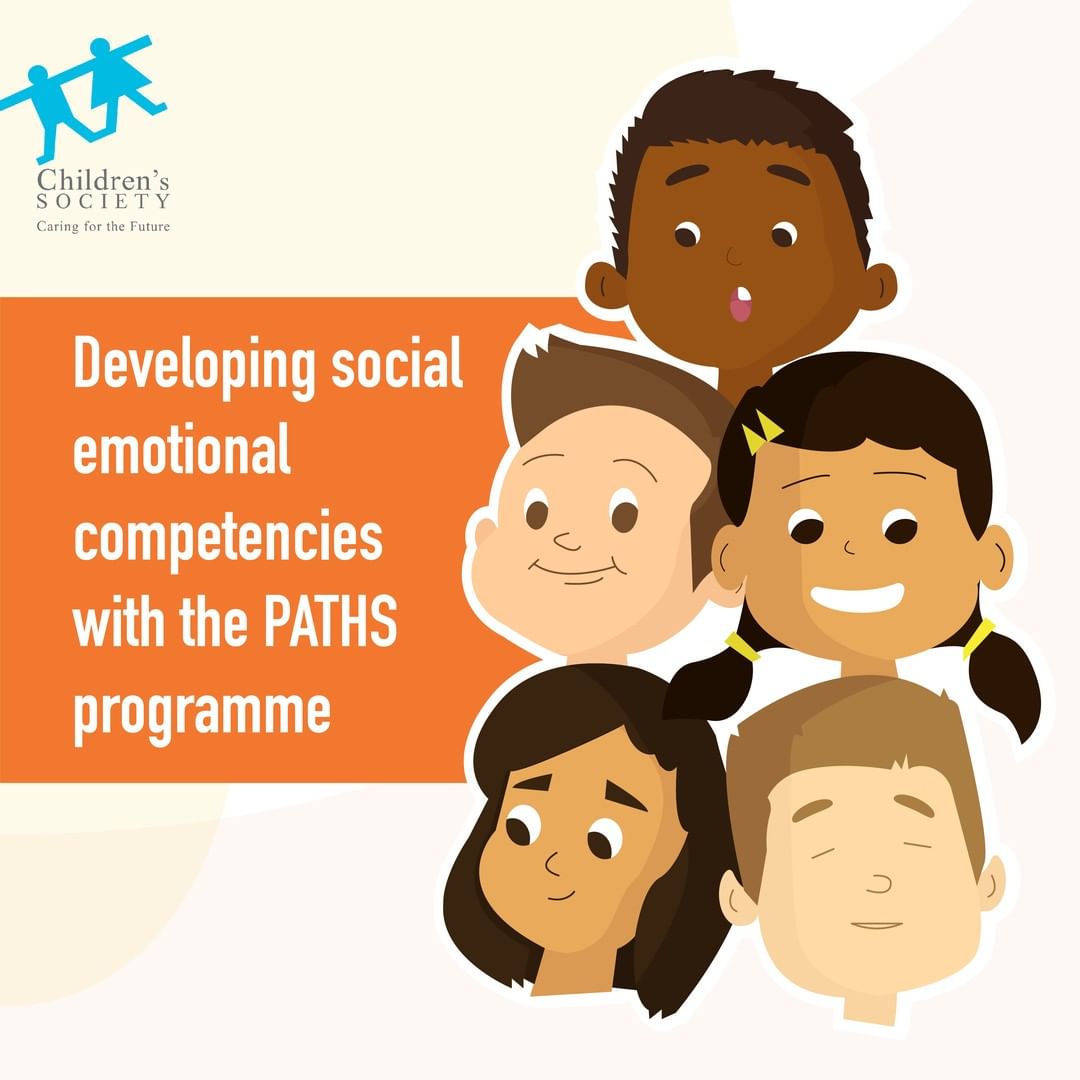 Children's
SOCIETY
Caring for the Future
Developing social
emotional
competencies
with the PATHS
programme